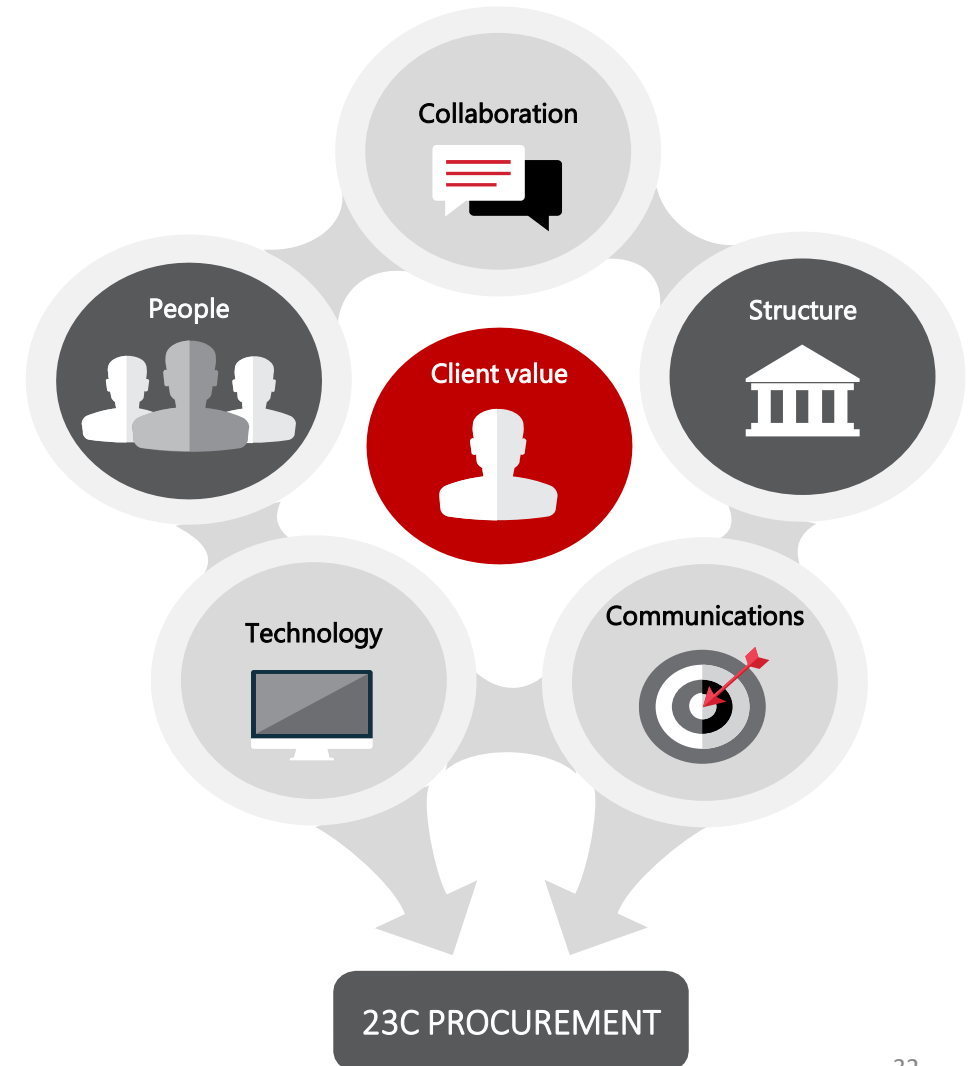 Collaboration
People
Structure
Client value
Technology
Communications
23C PROCUREMENT